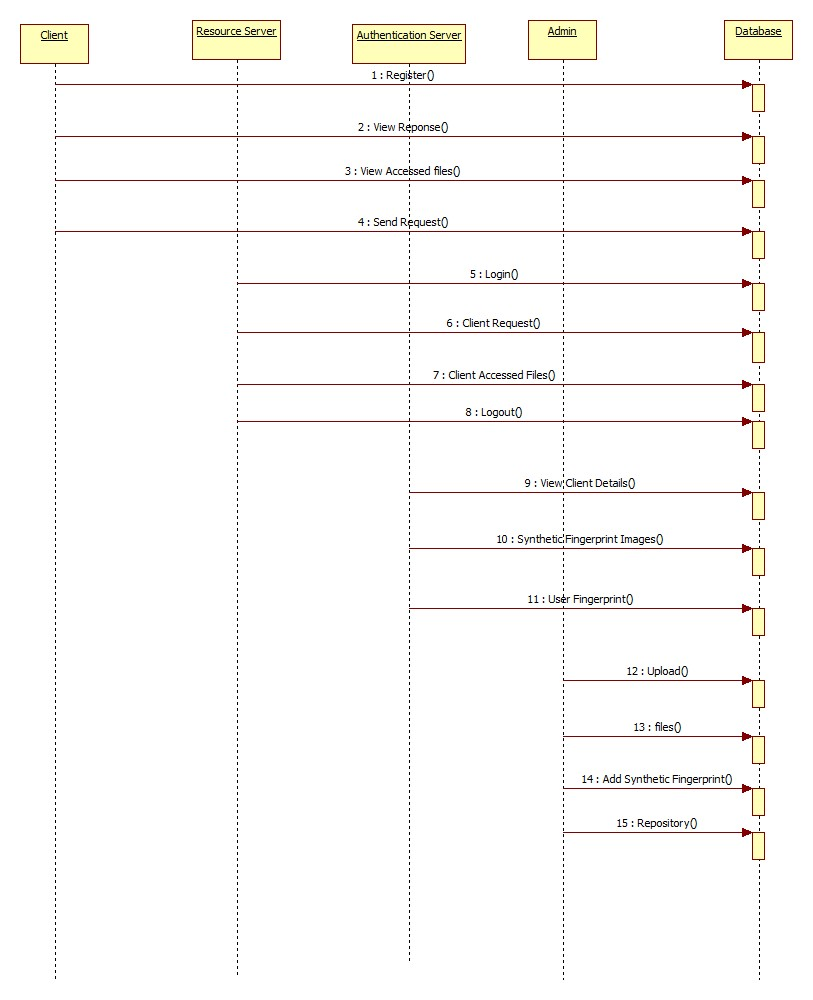 Client
Resource Server
Authentication Server
Admin
Database
1 : Register()
2 : View Reponse()
3 : View Accessed files()
4 : Send Request()
5 : Login()
6 : Client Request()
7 : Client Accessed Files()
8 : Logout()
9 : View Client Details()
10 : Synthetic Fingerprint Images()
11 : User Fingerprint()
12 : Upload()
13 : files()
14 : Add Synthetic Fingerprint()
15 : Repository()